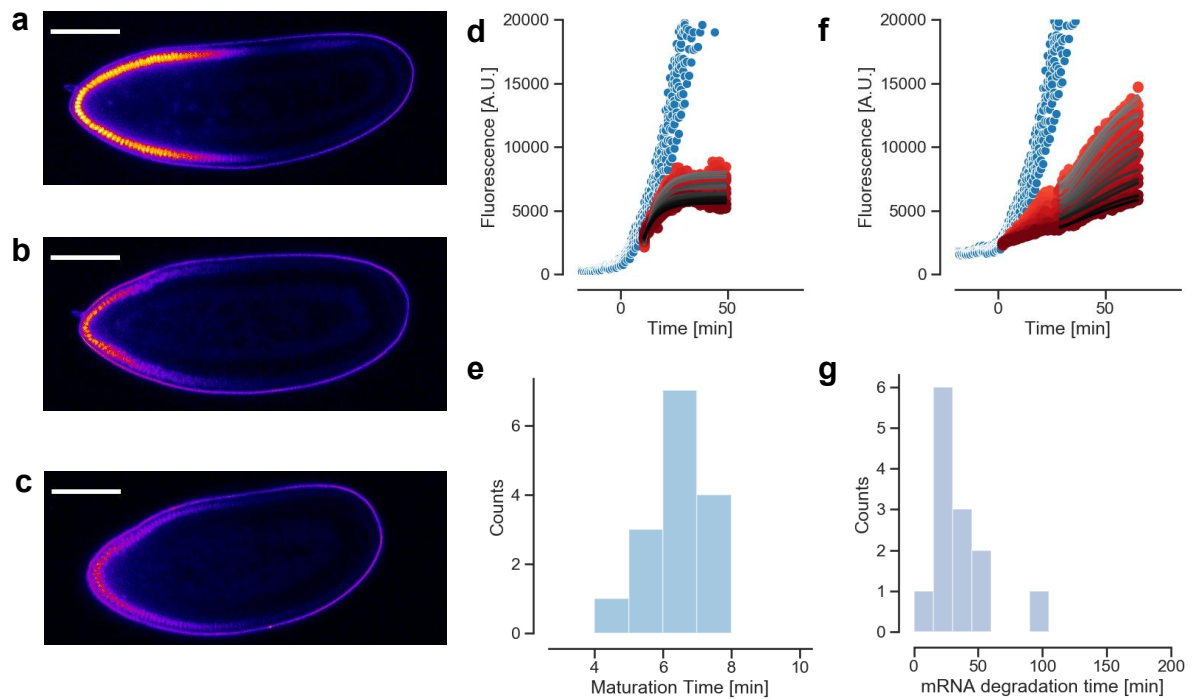 a
b
c
d
20000
15000
10000
5000
0
Fluorescence [A.U.]
0 50
Time [min]
e
6
4
2
0
Counts
4 6 8 10
Maturation Time [min]
f
20000
15000
10000
5000
0
Fluorescence [A.U.]
0 50
Time [min]
g
6
5
4
3
2
1
0
Counts
0 50 100 150 200
mRNA degradation time [min]